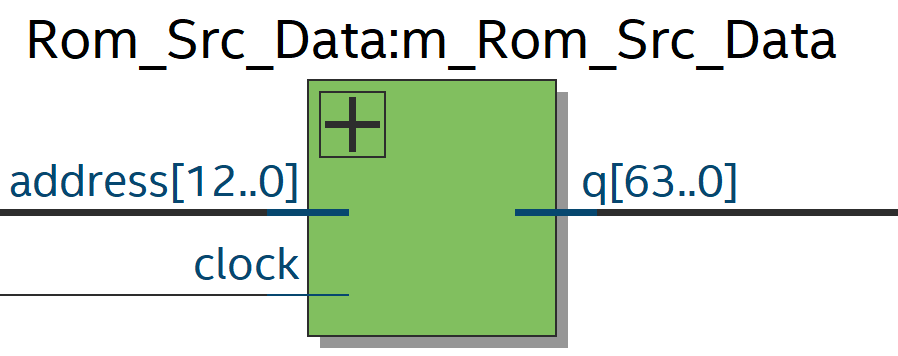 Rom_Src_Data:m_Rom_Src_Data
address[12..0]
q[63..0]
clock